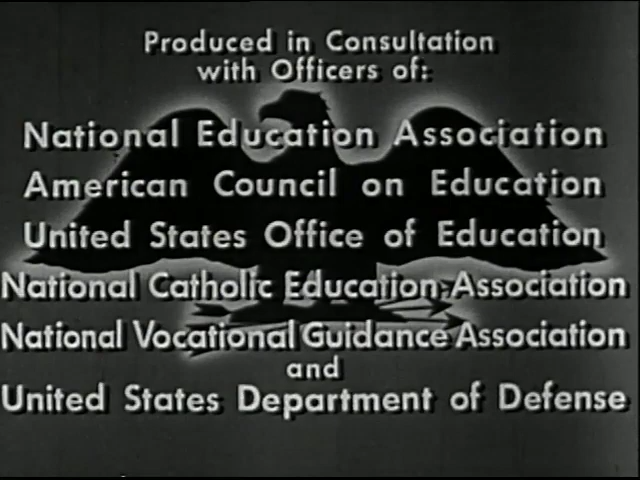 Produced in Consultation
with Officers of:
National Education Association
American Council on Education
United States Office of Education
National Catholic Education Association
National Vocational Guidance Association
and
United States Department of Defense